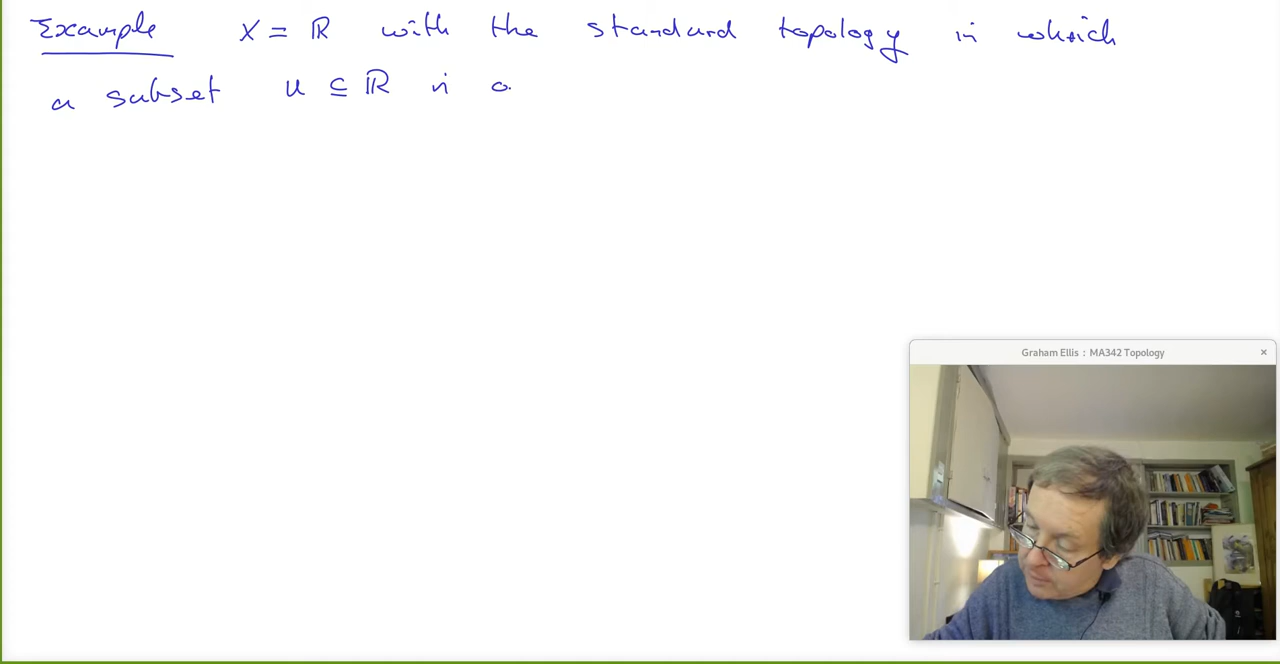 Example X = ℝ with the standard topology in which
a subset U ⊆ ℝ is o
Graham Ellis : MA342 Topology